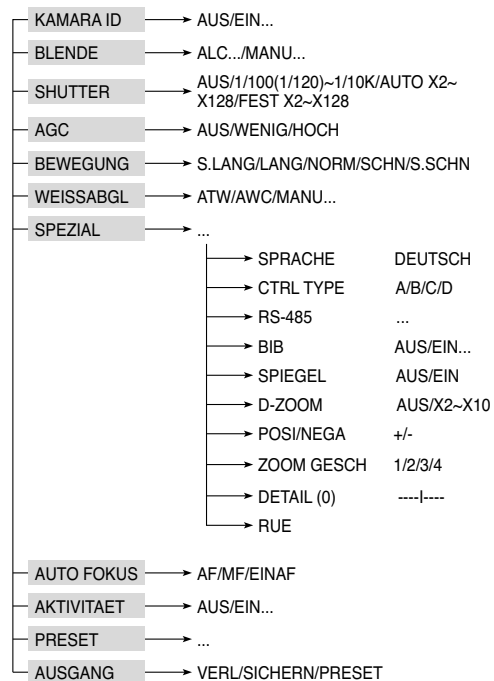 KAMARA ID AUS/EIN...
BLENDE ALC.../MANU...
SHUTTER AUS/1/100(1/120)~1/10K/AUTO X2~
X128/FEST X2~X128
AGC AUS/WENIG/HOCH
BEWEGUNG S.LANG/LANG/NORM/SCHN/S.SCHN
WEISSABGL ATW/AWC/MANU...
SPEZIAL ...
SPRACHE DEUTSCH
CTRL TYPE A/B/C/D
RS-485 ...
BIB AUS/EIN...
SPIEGEL AUS/EIN
D-ZOOM AUS/X2~X10
POSI/NEGA +/-
ZOOM GESCH 1/2/3/4
DETAIL (0) ----I----
RUE
AUTO FOKUS AF/MF/EINAF
AKTIVITAET AUS/EIN...
PRESET ...
AUSGANG VERL/SICHERN/PRESET